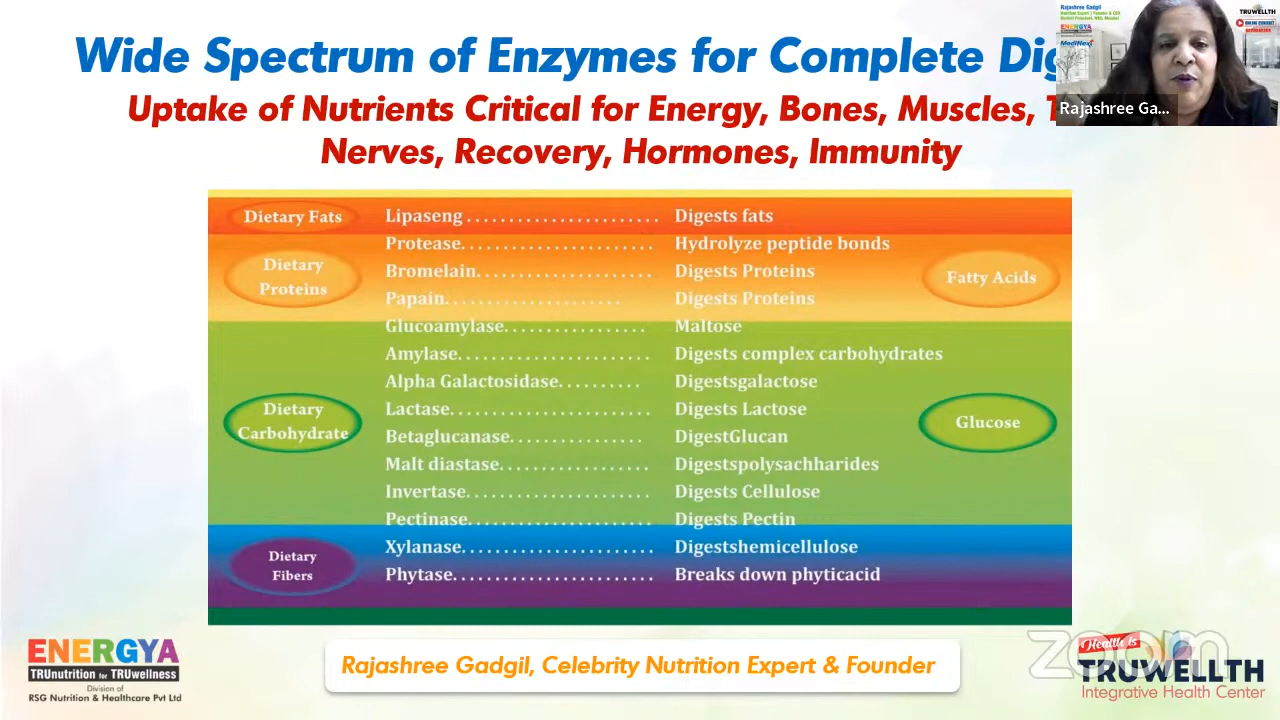 Wide Spectrum of Enzymes for Complete
Uptake of Nutrients Critical for Energy, Bones, Muscles,
Nerves, Recovery, Hormones, Immunity
Rajashree Gadgil
TRUWELLTH
ENERGYA
MediNext
Rajashree Ga...
Dietary Fats
Lipaseng ....................... Digests fats
Protease....................... Hydrolyze peptide bonds
Dietary
Proteins
Bromelain..................... Digests Proteins
Fatty Acids
Papain..................... Digests Proteins
Glucoamylase................. Maltose
Amylase....................... Digests complex carbohydrates
Alpha Galactosidase.......... Digestsgalactose
Dietary
Carbohydrate
Lactase........................ Digests Lactose
Glucose
Betaglucanase................ DigestGlucan
Malt diastase.................. Digestspolysachharides
Invertase...................... Digests Cellulose
Pectinase...................... Digests Pectin
Dietary
Fibers
Xylanase....................... Digestshemicellulose
Phytase........................ Breaks down phyticacid
ENERGYA
TRUnutrition for TRUwellness
Division of
RSG Nutrition & Healthcare Pvt Ltd
Rajashree Gadgil, Celebrity Nutrition Expert & Founder
zoom
Health is
TRUWELLTH
Integrative Health Center